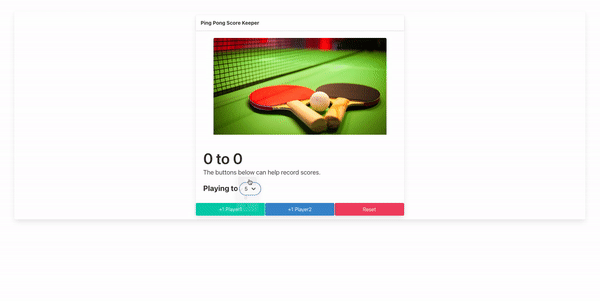 Ping Pong Score Keeper
0 to 0
The buttons below can help record scores.
Playing to 5
+1 Player1
+1 Player2
Reset